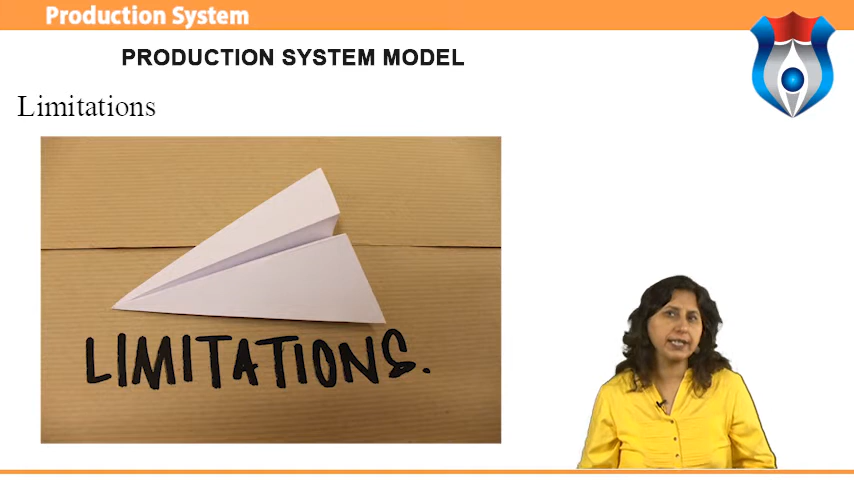 Production System
PRODUCTION SYSTEM MODEL
Limitations
LIMITATIONS.